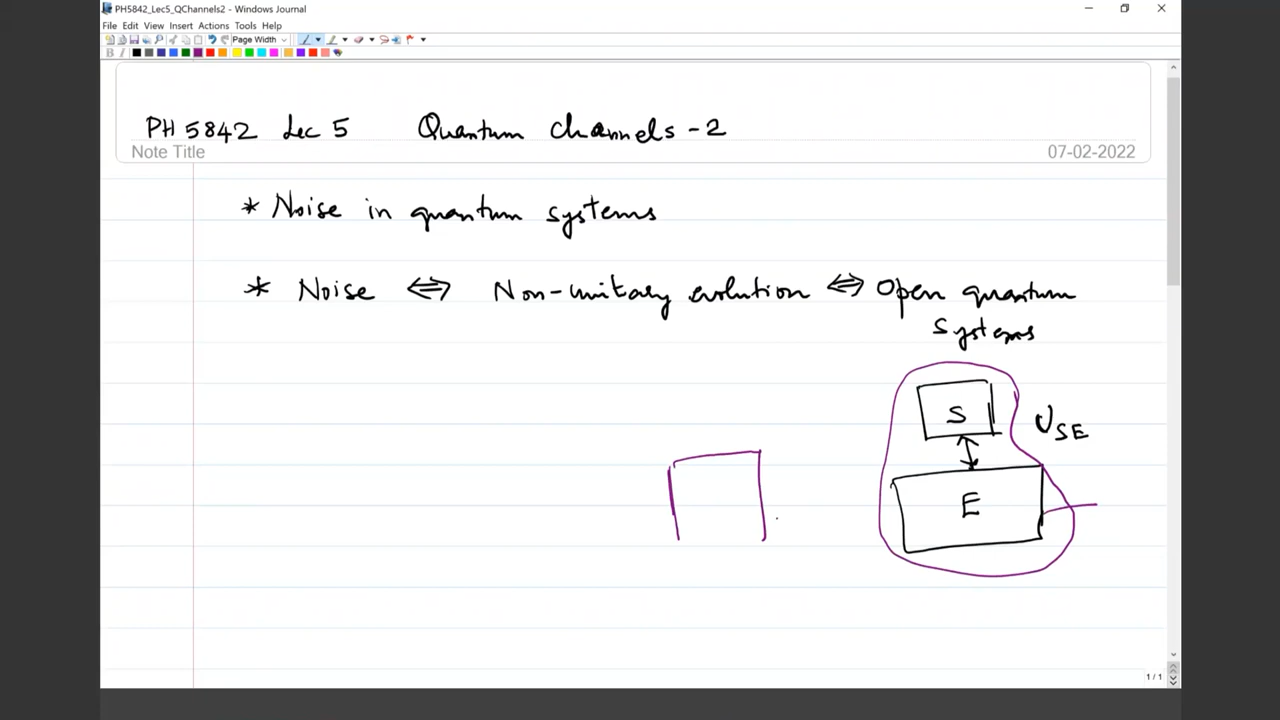 PH5842_Lec5_QChannels2 - Windows Journal
File Edit View Insert Actions Tools Help
Page Width
B I
PH 5842 Lec 5 Quantum Channels - 2
Note Title
07-02-2022
* Noise in quantum systems
* Noise ⇔ Non-unitary evolution ⇔ Open quantum
systems
S
U SE
E
1 / 1